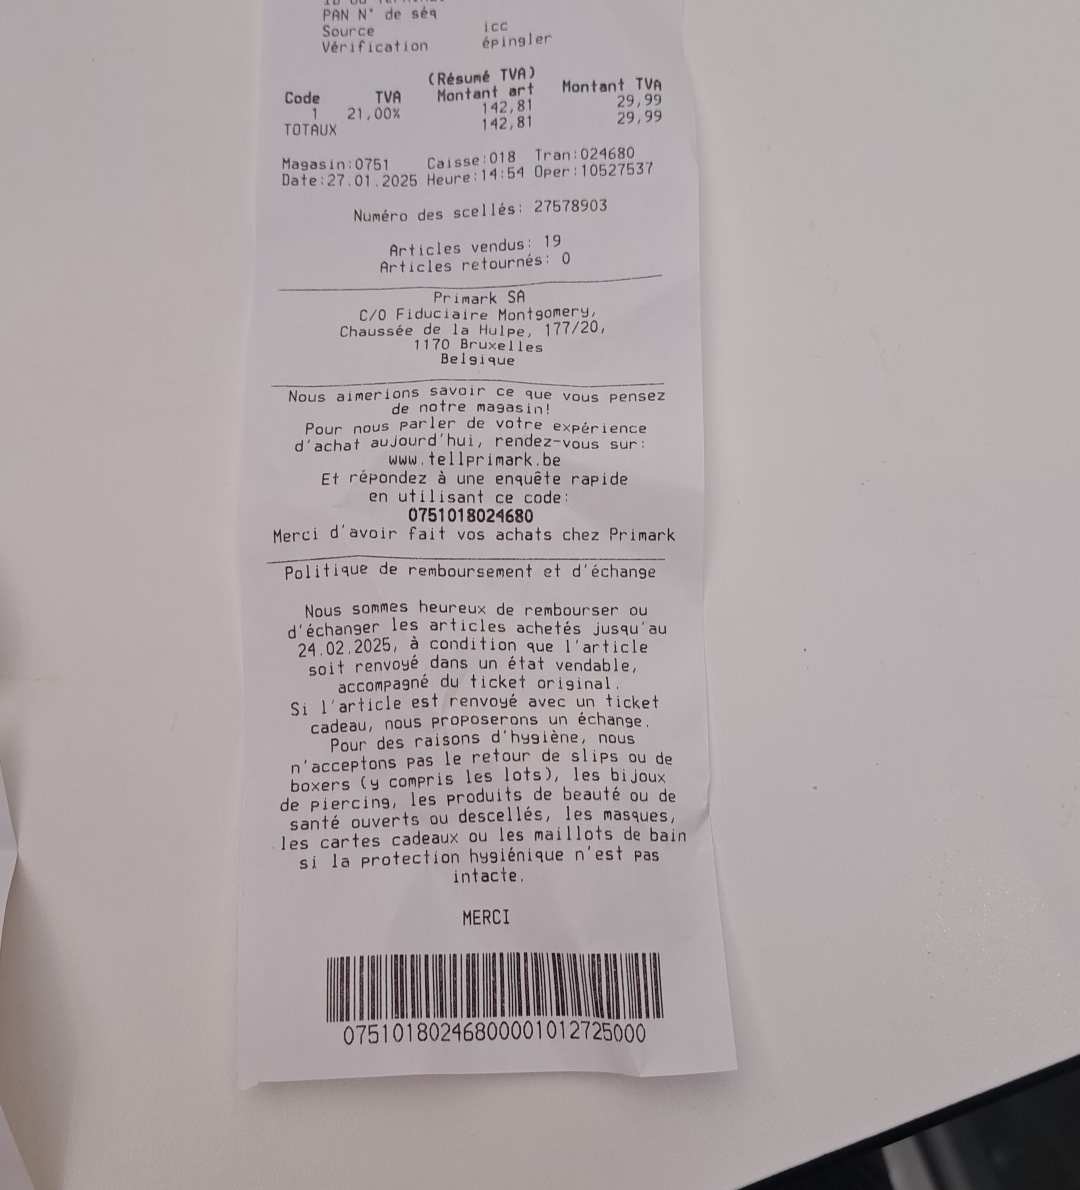 PAN N° de séq
Source icc
Vérification épingler
(Résumé TVA)
Code TVA Montant art Montant TVA
1 21,00% 142,81 29,99
TOTAUX 142,81 29,99
Magasin:0751 Caisse:018 Tran:024680
Date:27.01.2025 Heure:14:54 Oper:10527537
Numéro des scellés: 27578903
Articles vendus: 19
Articles retournés: 0
Primark SA
C/O Fiduciaire Montgomery,
Chaussée de la Hulpe, 177/20,
1170 Bruxelles
Belgique
Nous aimerions savoir ce que vous pensez
de notre magasin!
Pour nous parler de votre expérience
d'achat aujourd'hui, rendez-vous sur:
www.tellprimark.be
Et répondez à une enquête rapide
en utilisant ce code:
0751018024680
Merci d'avoir fait vos achats chez Primark
Politique de remboursement et d'échange
Nous sommes heureux de rembourser ou
d'échanger les articles achetés jusqu'au
24.02.2025, à condition que l'article
soit renvoyé dans un état vendable,
accompagné du ticket original.
Si l'article est renvoyé avec un ticket
cadeau, nous proposerons un échange.
Pour des raisons d'hygiène, nous
n'acceptons pas le retour de slips ou de
boxers (y compris les lots), les bijoux
de piercing, les produits de beauté ou de
santé ouverts ou descellés, les masques,
les cartes cadeaux ou les maillots de bain
si la protection hygiénique n'est pas
intacte.
MERCI
07510180246800001012725000